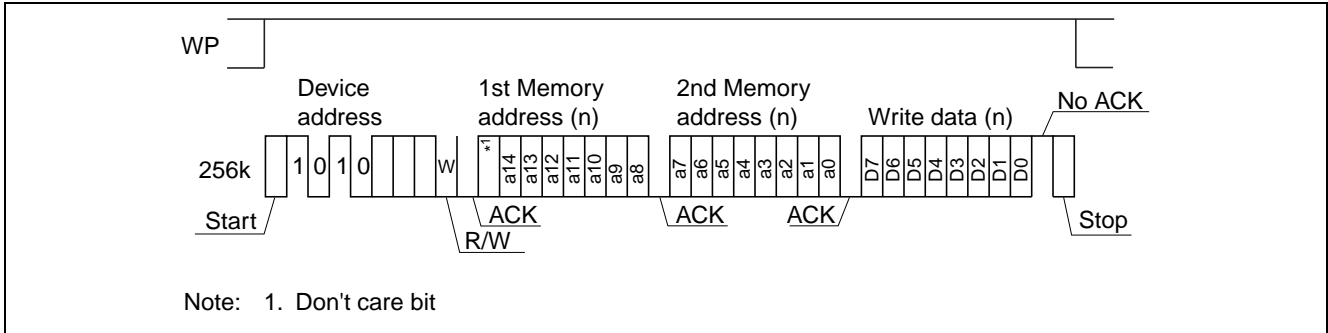 WP
Device 1st Memory 2nd Memory
address address (n) address (n) Write data (n) No ACK
256k 1 0 1 0 W *1 a14 a13 a12 a11 a10 a9 a8 a7 a6 a5 a4 a3 a2 a1 a0 D7 D6 D5 D4 D3 D2 D1 D0
Start ACK ACK ACK Stop
R/W
Note: 1. Don't care bit